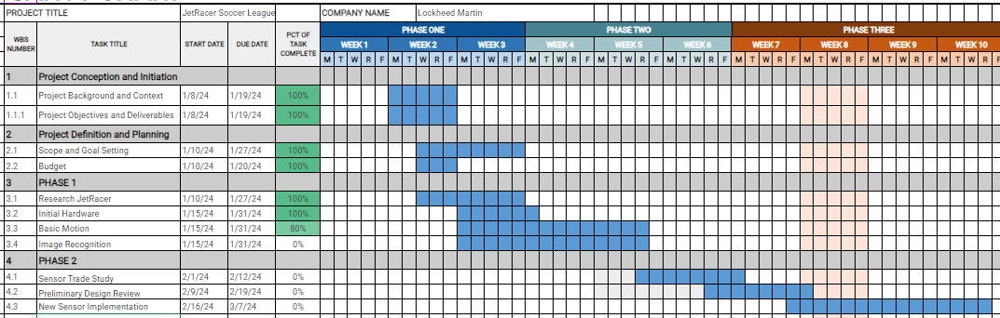 PROJECT TITLE JetRacer Soccer League COMPANY NAME Lockheed Martin
WBS NUMBER TASK TITLE START DATE DUE DATE PCT OF TASK COMPLETE PHASE ONE PHASE TWO PHASE THREE
WEEK 1 WEEK 2 WEEK 3 WEEK 4 WEEK 5 WEEK 6 WEEK 7 WEEK 8 WEEK 9 WEEK 10
M T W R F M T W R F M T W R F M T W R F M T W R F M T W R F M T W R F M T W R F M T W R F M T W R F
1 Project Conception and Initiation
1.1 Project Background and Context 1/8/24 1/19/24 100%
1.1.1 Project Objectives and Deliverables 1/8/24 1/19/24 100%
2 Project Definition and Planning
2.1 Scope and Goal Setting 1/10/24 1/27/24 100%
2.2 Budget 1/10/24 1/20/24 100%
3 PHASE 1
3.1 Research JetRacer 1/10/24 1/27/24 100%
3.2 Initial Hardware 1/15/24 1/31/24 100%
3.3 Basic Motion 1/15/24 1/31/24 80%
3.4 Image Recognition 1/15/24 1/31/24 0%
4 PHASE 2
4.1 Sensor Trade Study 2/1/24 2/12/24 0%
4.2 Preliminary Design Review 2/9/24 2/19/24 0%
4.3 New Sensor Implementation 2/16/24 3/7/24 0%